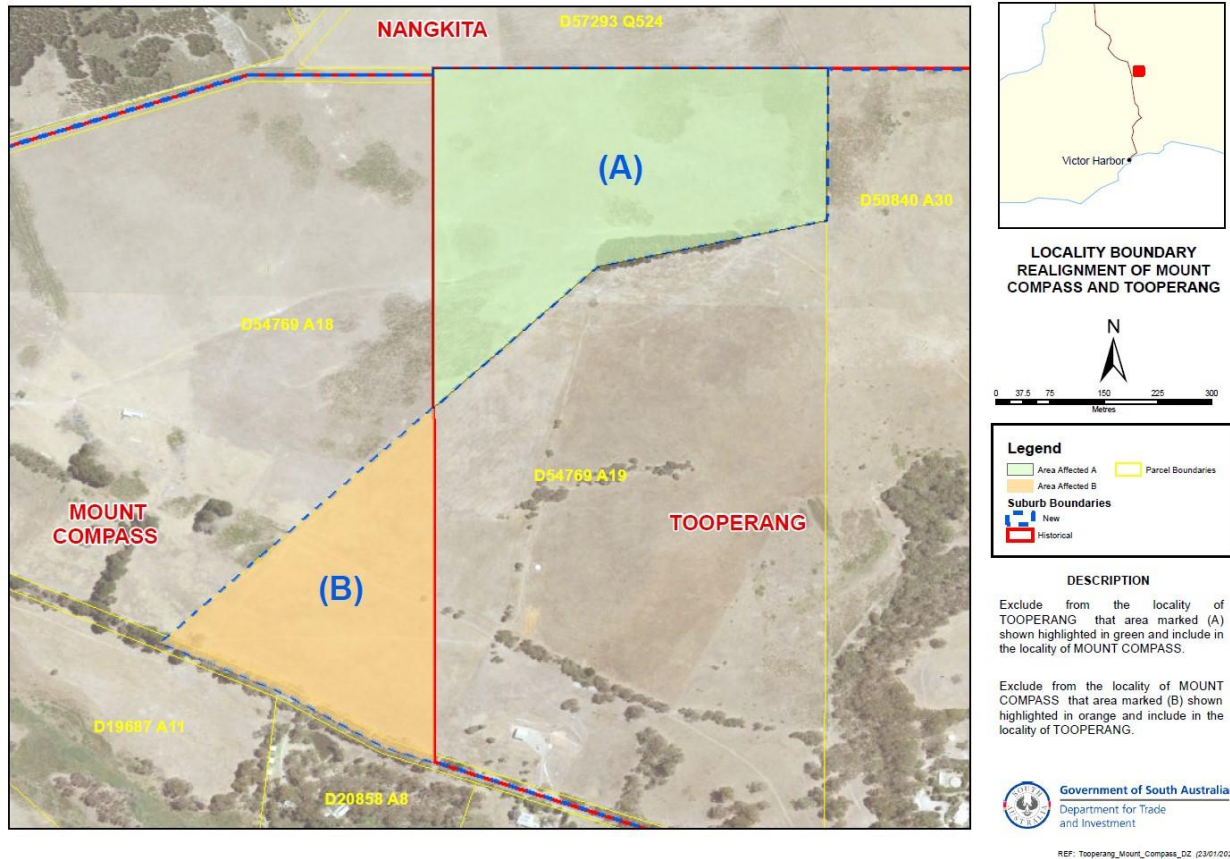 NANGKITA
D57293 Q524
(A)
D50840 A30
D54769 A18
D54769 A19
MOUNT
COMPASS
TOOPERANG
(B)
D19687 A11
D20858 A8
Victor Harbor
LOCALITY BOUNDARY
REALIGNMENT OF MOUNT
COMPASS AND TOOPERANG
N
0 37.5 75 150 225 300
Metres
Legend
Area Affected A
Parcel Boundaries
Area Affected B
Suburb Boundaries
New
Historical
DESCRIPTION
Exclude from the locality of
TOOPERANG that area marked (A)
shown highlighted in green and include in
the locality of MOUNT COMPASS.
Exclude from the locality of MOUNT
COMPASS that area marked (B) shown
highlighted in orange and include in the
locality of TOOPERANG.
SOUTH
AUSTRALIA
Government of South Australia
Department for Trade
and Investment
REF: Tooperang_Mount_Compass_DZ